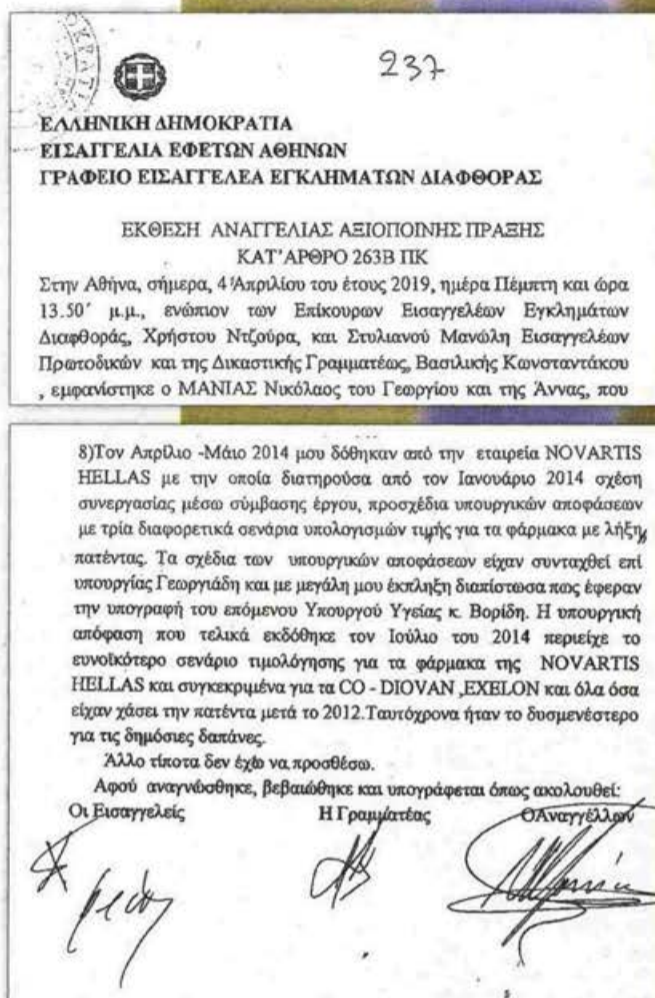 237
ΕΛΛΗΝΙΚΗ ΔΗΜΟΚΡΑΤΙΑ
ΕΙΣΑΓΓΕΛΙΑ ΕΦΕΤΩΝ ΑΘΗΝΩΝ
ΓΡΑΦΕΙΟ ΕΙΣΑΓΓΕΛΕΑ ΕΓΚΛΗΜΑΤΩΝ ΔΙΑΦΘΟΡΑΣ
ΕΚΘΕΣΗ ΑΝΑΓΓΕΛΙΑΣ ΑΞΙΟΠΟΙΝΗΣ ΠΡΑΞΗΣ
ΚΑΤ'ΑΡΘΡΟ 263Β ΠΚ
Στην Αθήνα, σήμερα, 4 Απριλίου του έτους 2019, ημέρα Πέμπτη και ώρα
13.50΄ μ.μ., ενώπιον των Επίκουρων Εισαγγελέων Εγκλημάτων
Διαφθοράς, Χρήστου Ντζούρα, και Στυλιανού Μανώλη Εισαγγελέων
Πρωτοδικών και της Δικαστικής Γραμματέως, Βασιλικής Κωνσταντάκου
, εμφανίστηκε ο ΜΑΝΙΑΣ Νικόλαος του Γεωργίου και της Άννας, που
8)Τον Απρίλιο -Μάιο 2014 μου δόθηκαν από την εταιρεία NOVARTIS
HELLAS με την οποία διατηρούσα από τον Ιανουάριο 2014 σχέση
συνεργασίας μέσω σύμβασης έργου, προσχέδια υπουργικών αποφάσεων
με τρία διαφορετικά σενάρια υπολογισμών τιμής για τα φάρμακα με λήξη
πατέντας. Τα σχέδια των υπουργικών αποφάσεων είχαν συνταχθεί επί
υπουργίας Γεωργιάδη και με μεγάλη μου έκπληξη διαπίστωσα πως έφεραν
την υπογραφή του επόμενου Υπουργού Υγείας κ. Βορίδη. Η υπουργική
απόφαση που τελικά εκδόθηκε τον Ιούλιο του 2014 περιείχε το
ευνοϊκότερο σενάριο τιμολόγησης για τα φάρμακα της NOVARTIS
HELLAS και συγκεκριμένα για τα CO - DIOVAN ,EXELON και όλα όσα
είχαν χάσει την πατέντα μετά το 2012.Ταυτόχρονα ήταν το δυσμενέστερο
για τις δημόσιες δαπάνες.
Άλλο τίποτα δεν έχω να προσθέσω.
Αφού αναγνώσθηκε, βεβαιώθηκε και υπογράφεται όπως ακολουθεί:
Οι Εισαγγελείς Η Γραμματέας ΟΑναγγέλλων